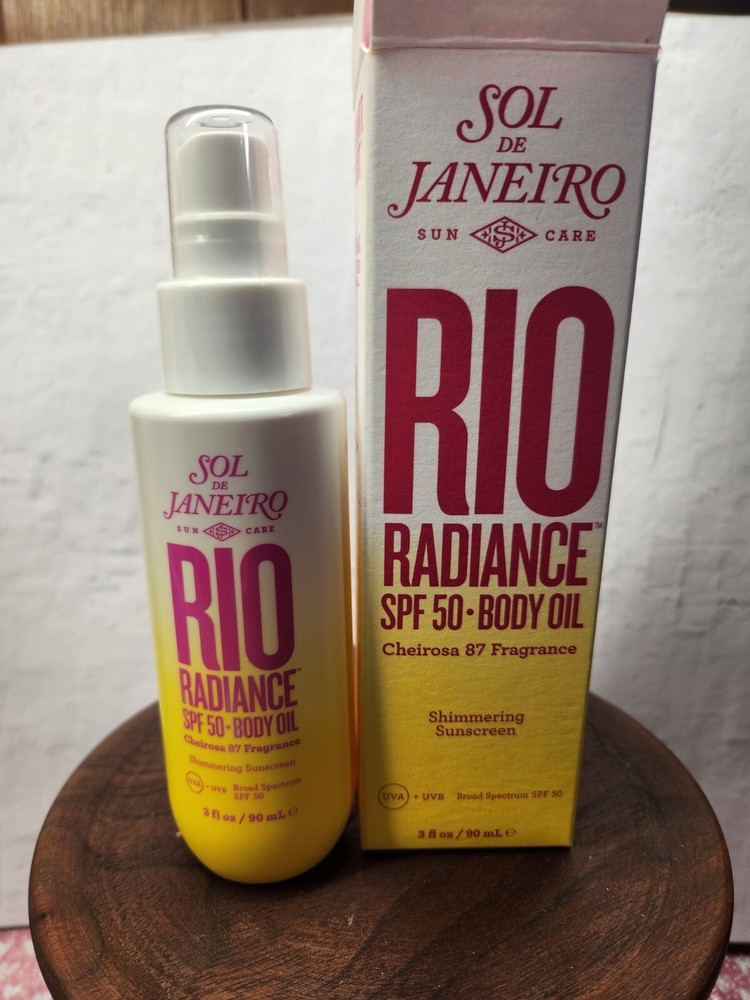 SOL
DE
JANEIRO
SUN CARE
RIO
RADIANCE™
SPF 50 • BODY OIL
Cheirosa 87 Fragrance
Shimmering Sunscreen
UVA + UVB Broad Spectrum
SPF 50
3 fl oz / 90 mL ℮
SOL
DE
JANEIRO
SUN CARE
RIO
RADIANCE™
SPF 50 • BODY OIL
Cheirosa 87 Fragrance
Shimmering
Sunscreen
UVA + UVB Broad Spectrum SPF 50
3 fl oz / 90 mL ℮